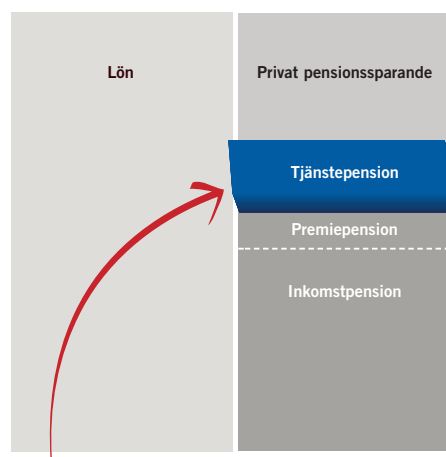 Lön
Privat pensionssparande
Tjänstepension
Premiepension
Inkomstpension